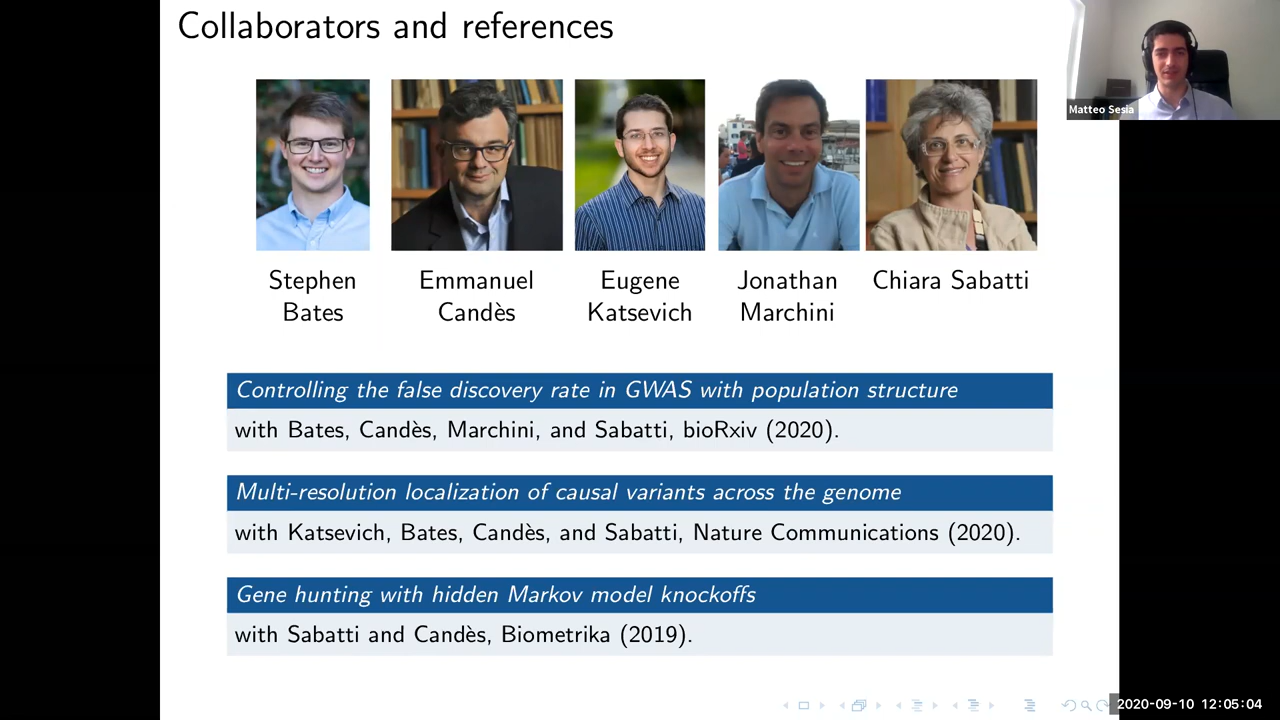 Collaborators and references
Matteo Sesia
Stephen
Bates
Emmanuel
Candès
Eugene
Katsevich
Jonathan
Marchini
Chiara Sabatti
Controlling the false discovery rate in GWAS with population structure
with Bates, Candès, Marchini, and Sabatti, bioRxiv (2020).
Multi-resolution localization of causal variants across the genome
with Katsevich, Bates, Candès, and Sabatti, Nature Communications (2020).
Gene hunting with hidden Markov model knockoffs
with Sabatti and Candès, Biometrika (2019).
2020-09-10 12:05:04